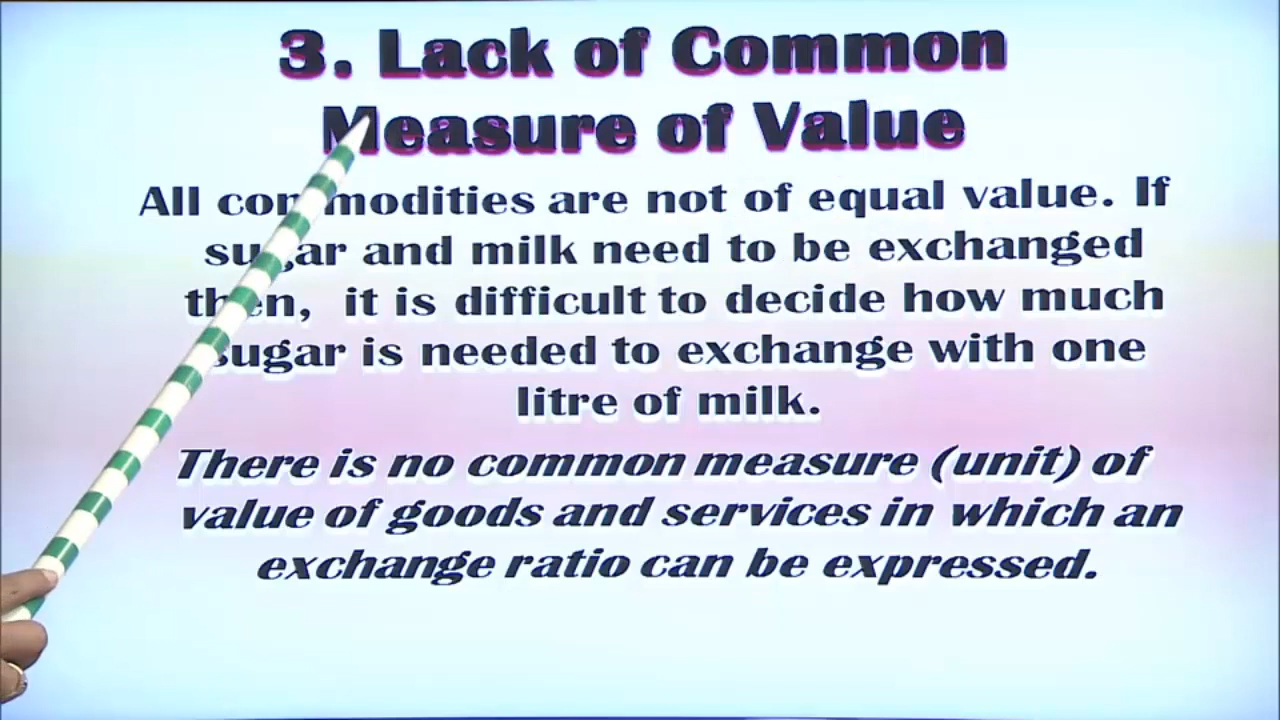 3. Lack of Common
Measure of Value
All commodities are not of equal value. If
sugar and milk need to be exchanged
then, it is difficult to decide how much
sugar is needed to exchange with one
litre of milk.
There is no common measure (unit) of
value of goods and services in which an
exchange ratio can be expressed.